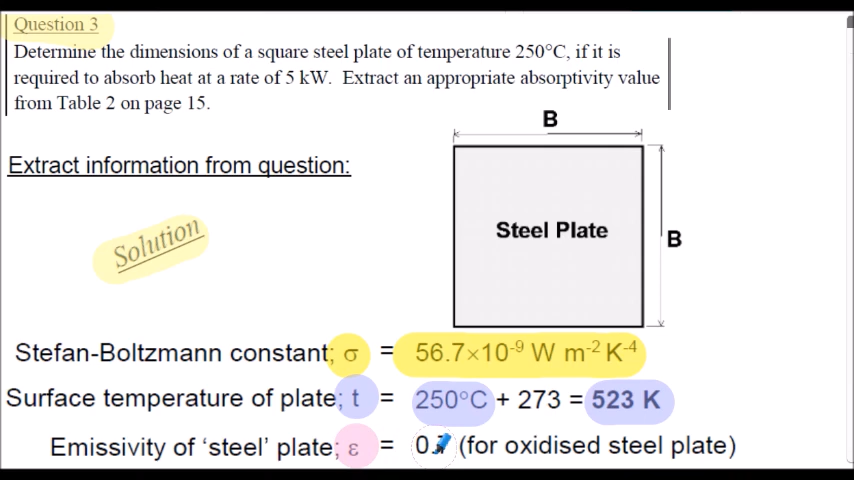 Question 3
Determine the dimensions of a square steel plate of temperature 250°C, if it is
required to absorb heat at a rate of 5 kW. Extract an appropriate absorptivity value
from Table 2 on page 15.
B
Extract information from question:
Solution
Steel Plate
B
Stefan-Boltzmann constant; σ = 56.7×10⁻⁹ W m⁻² K⁻⁴
Surface temperature of plate; t = 250°C + 273 = 523 K
Emissivity of ‘steel’ plate; ε = (for oxidised steel plate)